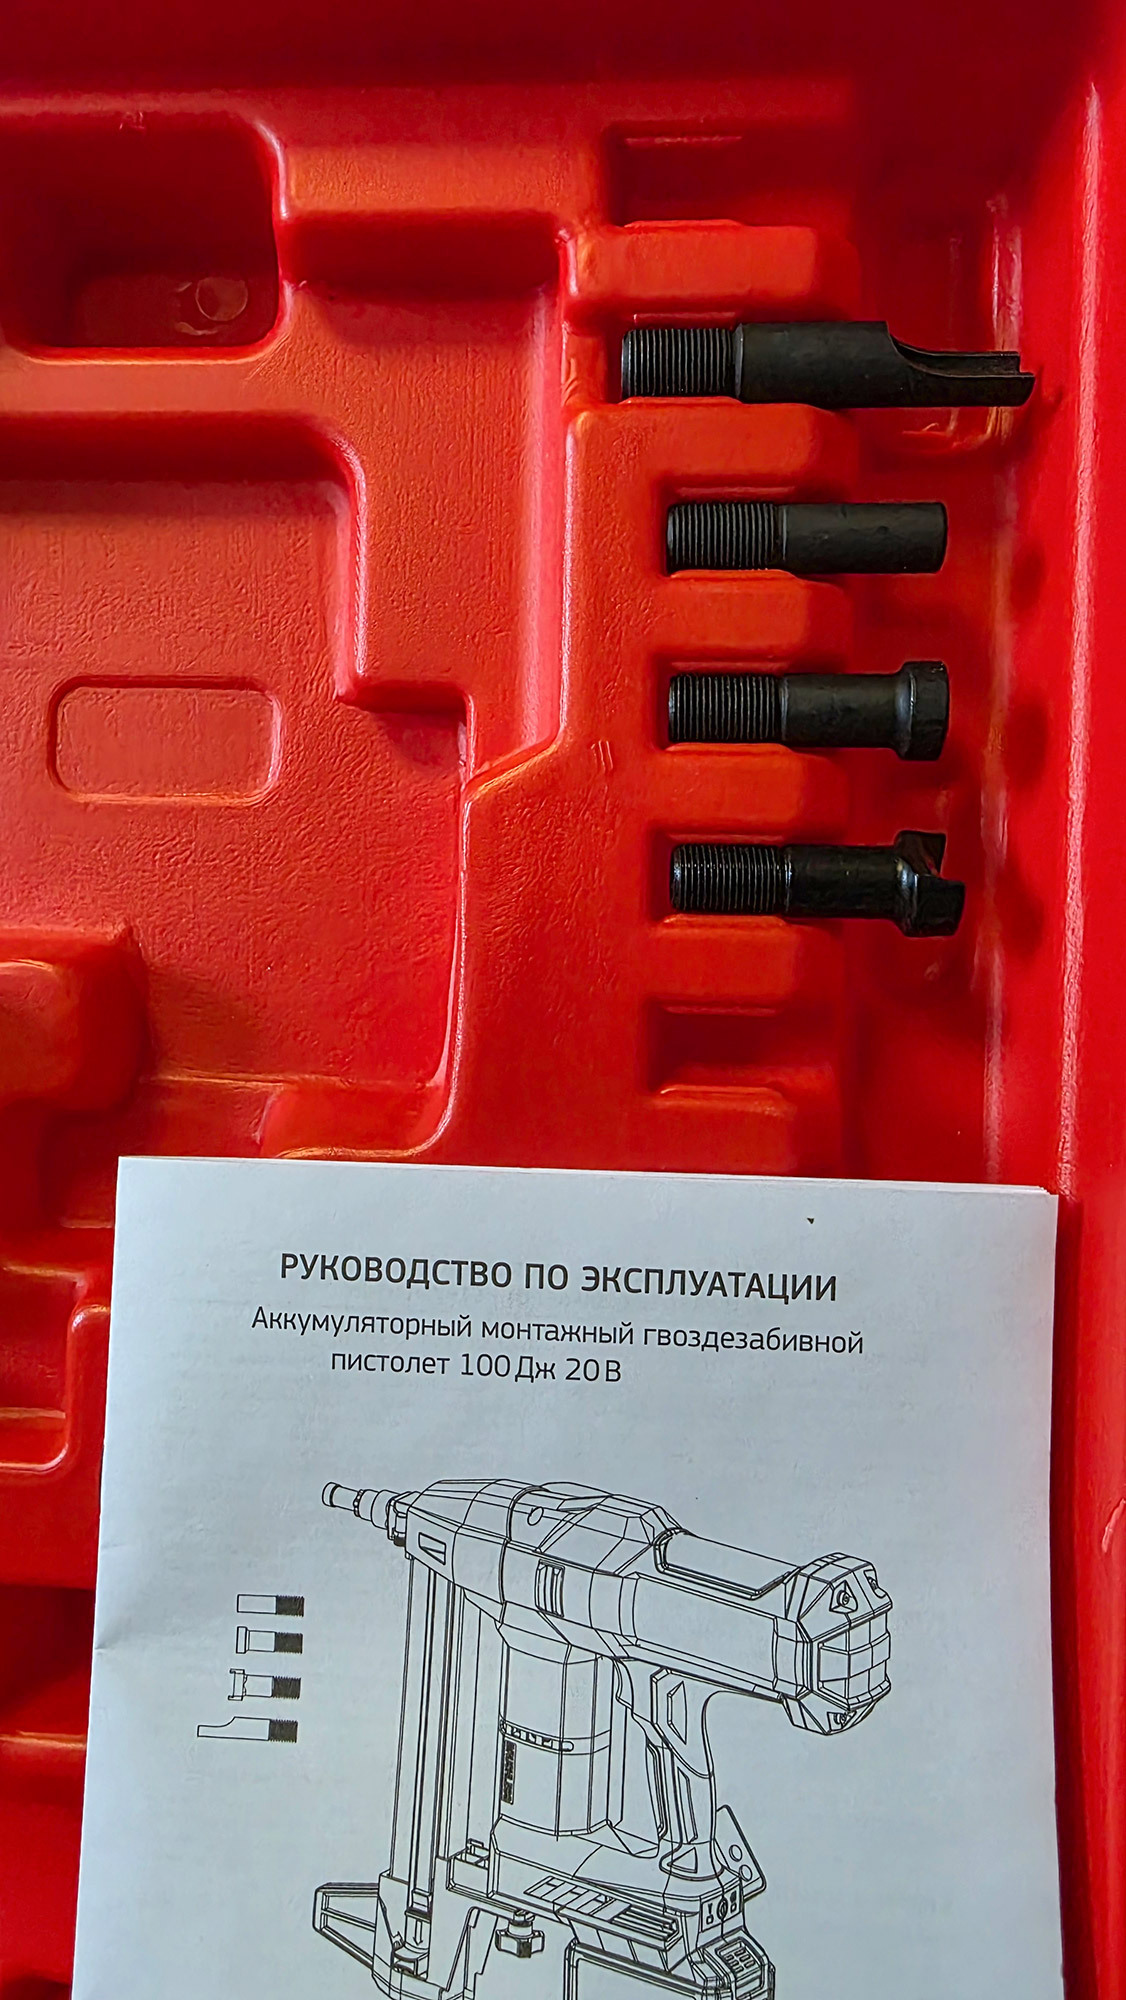 РУКОВОДСТВО ПО ЭКСПЛУАТАЦИИ
Аккумуляторный монтажный гвоздезабивной
пистолет 100 Дж 20 В